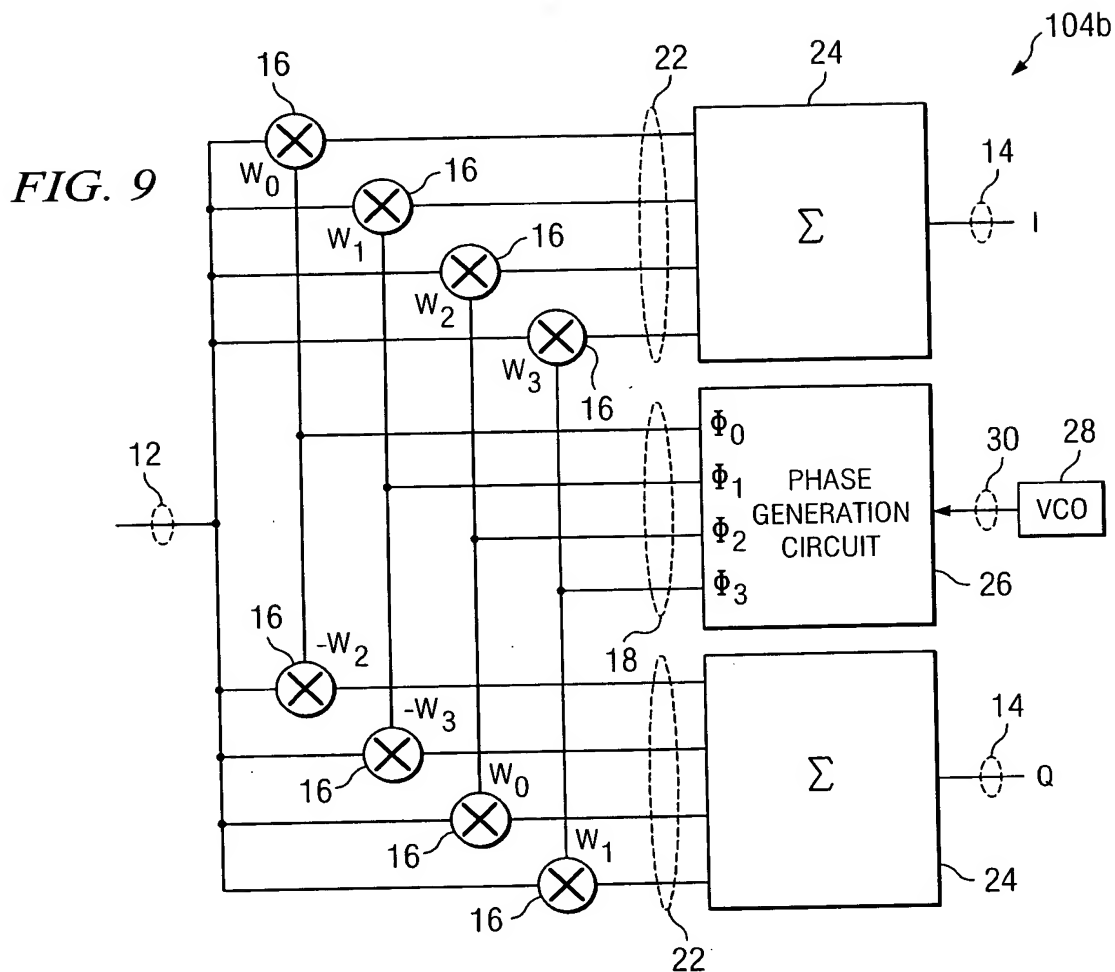 104b
16
22
24
FIG. 9
W0
16
14
W1
16
Σ
I
W2
W3
16
12
Φ0
30
28
Φ1
PHASE
GENERATION
CIRCUIT
VCO
Φ2
Φ3
26
16
-W2
18
-W3
14
16
W0
Σ
Q
16
W1
24
16
22